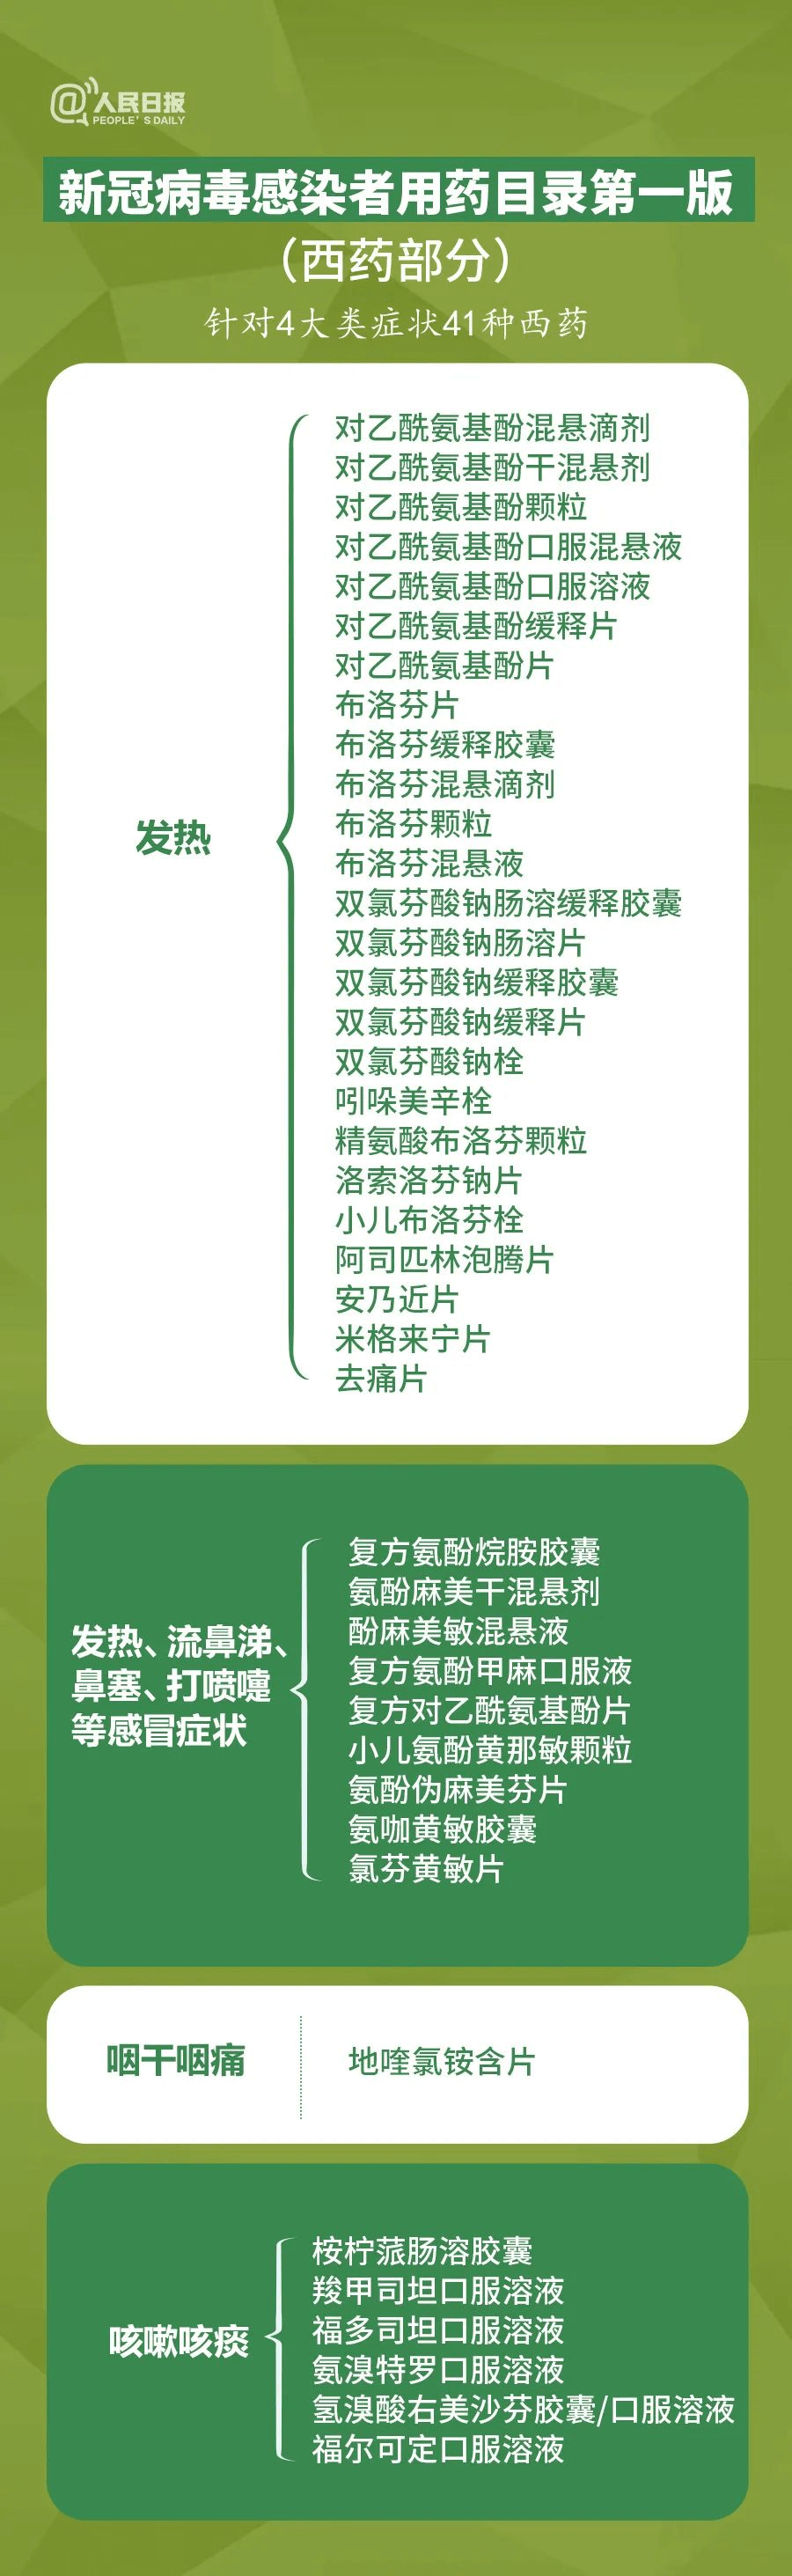 @人民日报
PEOPLE'S DAILY
新冠病毒感染者用药目录第一版
（西药部分）
针对4大类症状41种西药
发热
对乙酰氨基酚混悬滴剂
对乙酰氨基酚干混悬剂
对乙酰氨基酚颗粒
对乙酰氨基酚口服混悬液
对乙酰氨基酚口服溶液
对乙酰氨基酚缓释片
对乙酰氨基酚片
布洛芬片
布洛芬缓释胶囊
布洛芬混悬滴剂
布洛芬颗粒
布洛芬混悬液
双氯芬酸钠肠溶缓释胶囊
双氯芬酸钠肠溶片
双氯芬酸钠缓释胶囊
双氯芬酸钠缓释片
双氯芬酸钠栓
吲哚美辛栓
精氨酸布洛芬颗粒
洛索洛芬钠片
小儿布洛芬栓
阿司匹林泡腾片
安乃近片
米格来宁片
去痛片
发热、流鼻涕、
鼻塞、打喷嚏
等感冒症状
复方氨酚烷胺胶囊
氨酚麻美干混悬剂
酚麻美敏混悬液
复方氨酚甲麻口服液
复方对乙酰氨基酚片
小儿氨酚黄那敏颗粒
氨酚伪麻美芬片
氨咖黄敏胶囊
氯芬黄敏片
咽干咽痛
地喹氯铵含片
咳嗽咳痰
桉柠蒎肠溶胶囊
羧甲司坦口服溶液
福多司坦口服溶液
氨溴特罗口服溶液
氢溴酸右美沙芬胶囊/口服溶液
福尔可定口服溶液